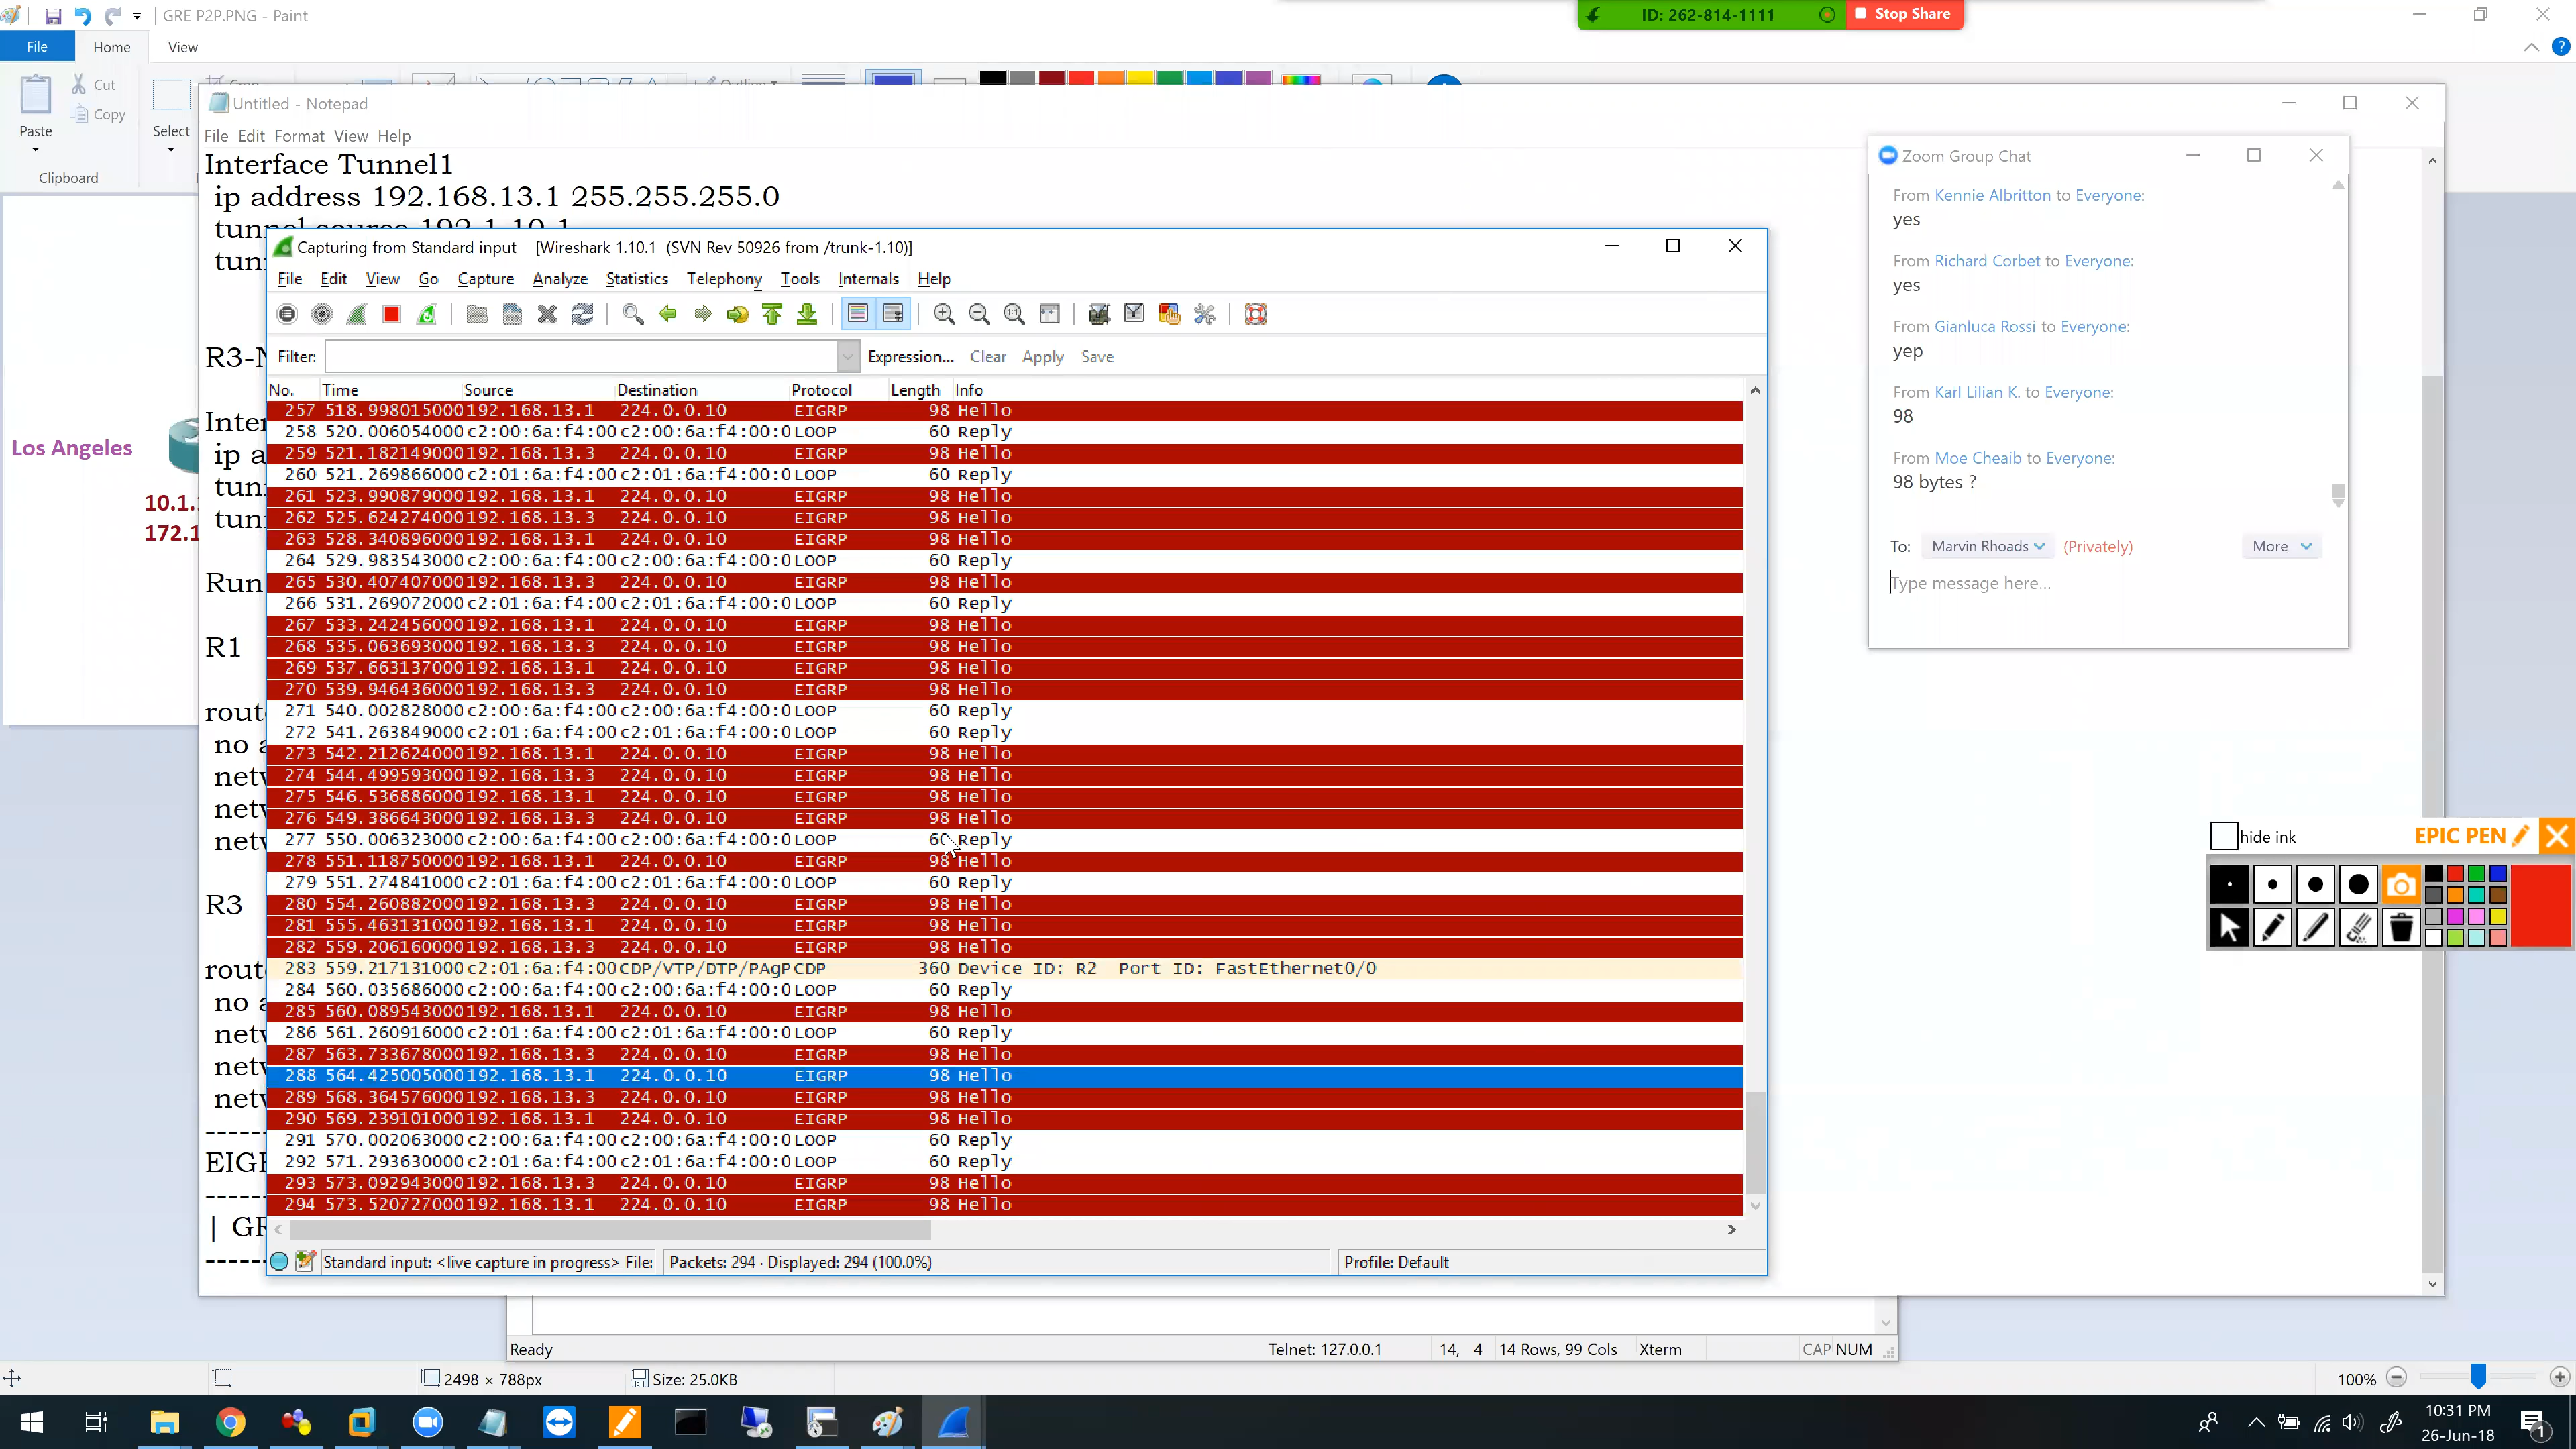 GRE P2P.PNG - Paint
ID: 262-814-1111
Stop Share
File
Home
View
Paste
Cut
Copy
Select
Clipboard
Untitled - Notepad
File Edit Format View Help
Interface Tunnel1
ip address 192.168.13.1 255.255.255.0
tunnel source 192.1.10.1
Los Angeles
10.1.
172.1
R1
R3
Capturing from Standard input [Wireshark 1.10.1 (SVN Rev 50926 from /trunk-1.10)]
File Edit View Go Capture Analyze Statistics Telephony Tools Internals Help
Filter: Expression... Clear Apply Save
No. Time Source Destination Protocol Length Info
257 518.998015000 192.168.13.1 224.0.0.10 EIGRP 98 Hello
258 520.006054000 c2:00:6a:f4:00 c2:00:6a:f4:00:0 LOOP 60 Reply
259 521.182149000 192.168.13.3 224.0.0.10 EIGRP 98 Hello
260 521.269866000 c2:01:6a:f4:00 c2:01:6a:f4:00:0 LOOP 60 Reply
261 523.990879000 192.168.13.1 224.0.0.10 EIGRP 98 Hello
262 525.624274000 192.168.13.3 224.0.0.10 EIGRP 98 Hello
263 528.340896000 192.168.13.1 224.0.0.10 EIGRP 98 Hello
264 529.983543000 c2:00:6a:f4:00 c2:00:6a:f4:00:0 LOOP 60 Reply
265 530.407407000 192.168.13.3 224.0.0.10 EIGRP 98 Hello
266 531.269072000 c2:01:6a:f4:00 c2:01:6a:f4:00:0 LOOP 60 Reply
267 533.242456000 192.168.13.1 224.0.0.10 EIGRP 98 Hello
268 535.063693000 192.168.13.3 224.0.0.10 EIGRP 98 Hello
269 537.663137000 192.168.13.1 224.0.0.10 EIGRP 98 Hello
270 539.946436000 192.168.13.3 224.0.0.10 EIGRP 98 Hello
271 540.002828000 c2:00:6a:f4:00 c2:00:6a:f4:00:0 LOOP 60 Reply
272 541.263849000 c2:01:6a:f4:00 c2:01:6a:f4:00:0 LOOP 60 Reply
273 542.212624000 192.168.13.1 224.0.0.10 EIGRP 98 Hello
274 544.499593000 192.168.13.3 224.0.0.10 EIGRP 98 Hello
275 546.536886000 192.168.13.1 224.0.0.10 EIGRP 98 Hello
276 549.386643000 192.168.13.3 224.0.0.10 EIGRP 98 Hello
277 550.006323000 c2:00:6a:f4:00 c2:00:6a:f4:00:0 LOOP 60 Reply
278 551.118750000 192.168.13.1 224.0.0.10 EIGRP 98 Hello
279 551.274841000 c2:01:6a:f4:00 c2:01:6a:f4:00:0 LOOP 60 Reply
280 554.260882000 192.168.13.3 224.0.0.10 EIGRP 98 Hello
281 555.463131000 192.168.13.1 224.0.0.10 EIGRP 98 Hello
282 559.206160000 192.168.13.3 224.0.0.10 EIGRP 98 Hello
283 559.217131000 c2:01:6a:f4:00 CDP/VTP/DTP/PAgP CDP 360 Device ID: R2 Port ID: FastEthernet0/0
284 560.035686000 c2:00:6a:f4:00 c2:00:6a:f4:00:0 LOOP 60 Reply
285 560.089543000 192.168.13.1 224.0.0.10 EIGRP 98 Hello
286 561.260916000 c2:01:6a:f4:00 c2:01:6a:f4:00:0 LOOP 60 Reply
287 563.733678000 192.168.13.3 224.0.0.10 EIGRP 98 Hello
288 564.425005000 192.168.13.1 224.0.0.10 EIGRP 98 Hello
289 568.364576000 192.168.13.3 224.0.0.10 EIGRP 98 Hello
290 569.239101000 192.168.13.1 224.0.0.10 EIGRP 98 Hello
291 570.002063000 c2:00:6a:f4:00 c2:00:6a:f4:00:0 LOOP 60 Reply
292 571.293630000 c2:01:6a:f4:00 c2:01:6a:f4:00:0 LOOP 60 Reply
293 573.092943000 192.168.13.3 224.0.0.10 EIGRP 98 Hello
294 573.520727000 192.168.13.1 224.0.0.10 EIGRP 98 Hello
Standard input: <live capture in progress> File: Packets: 294 · Displayed: 294 (100.0%) Profile: Default
Zoom Group Chat
From Kennie Albritton to Everyone:
yes
From Richard Corbet to Everyone:
yes
From Gianluca Rossi to Everyone:
yep
From Karl Lilian K. to Everyone:
98
From Moe Cheaib to Everyone:
98 bytes ?
To: Marvin Rhoads (Privately) More
Type message here...
hide ink EPIC PEN
Ready Telnet: 127.0.0.1 14, 4 14 Rows, 99 Cols Xterm CAP NUM
2498 × 788px Size: 25.0KB 100%
10:31 PM
26-Jun-18
1